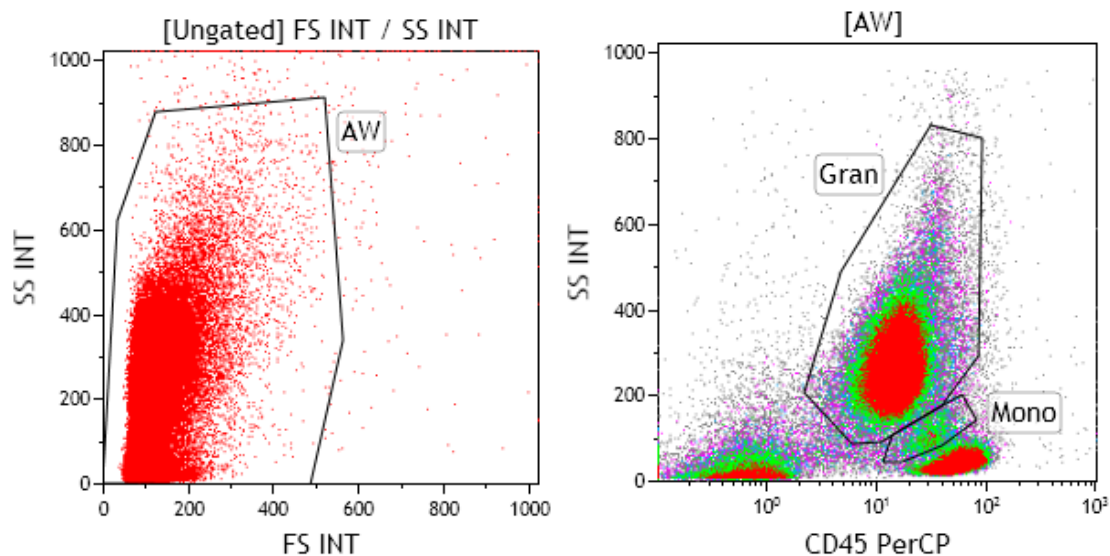 [Ungated] FS INT / SS INT
SS INT
1000
800
600
400
200
0
AW
0 200 400 600 800 1000
FS INT
[AW]
SS INT
1000
800
600
400
200
0
Gran
Mono
10⁰ 10¹ 10² 10³
CD45 PerCP